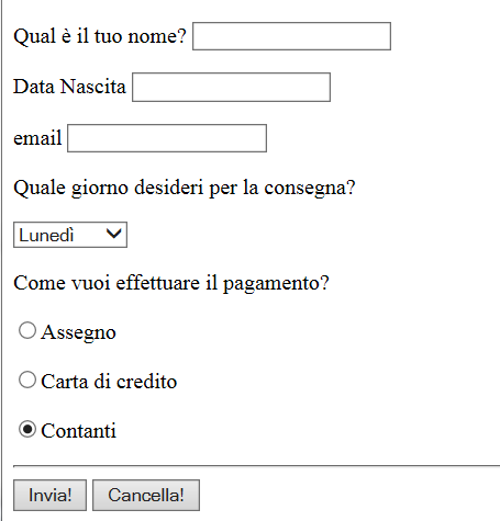 Qual è il tuo nome?
Data Nascita
email
Quale giorno desideri per la consegna?
Lunedì
Come vuoi effettuare il pagamento?
Assegno
Carta di credito
Contanti
Invia! Cancella!